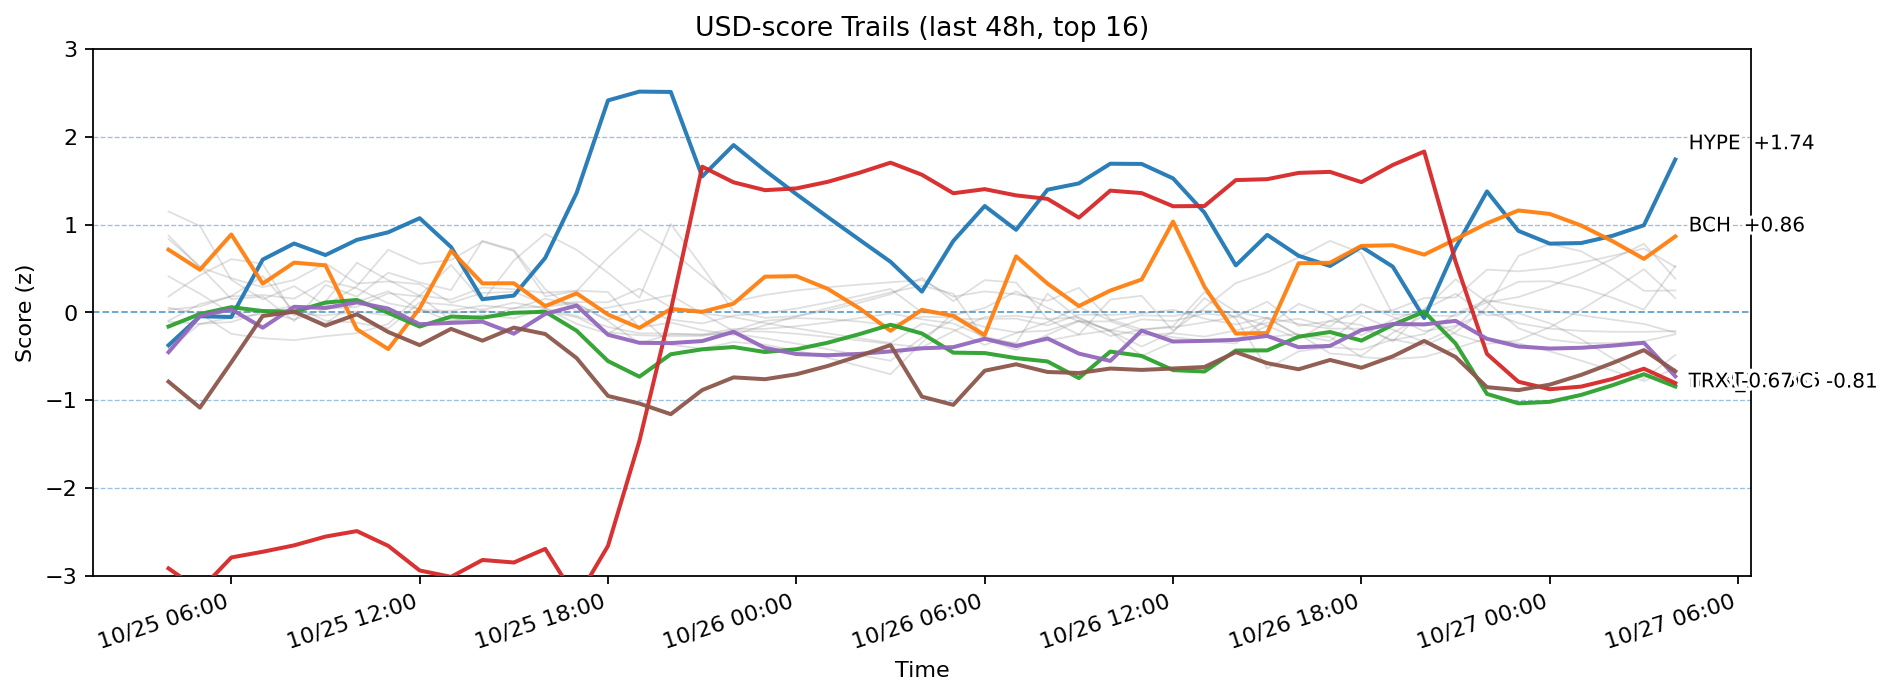 USD-score Trails (last 48h, top 16)
3
2
1
0
−1
−2
−3
Score (z)
HYPE +1.74
BCH +0.86
TRX -0.67 -0.81
10/25 06:00
10/25 12:00
10/25 18:00
10/26 00:00
10/26 06:00
10/26 12:00
10/26 18:00
10/27 00:00
10/27 06:00
Time